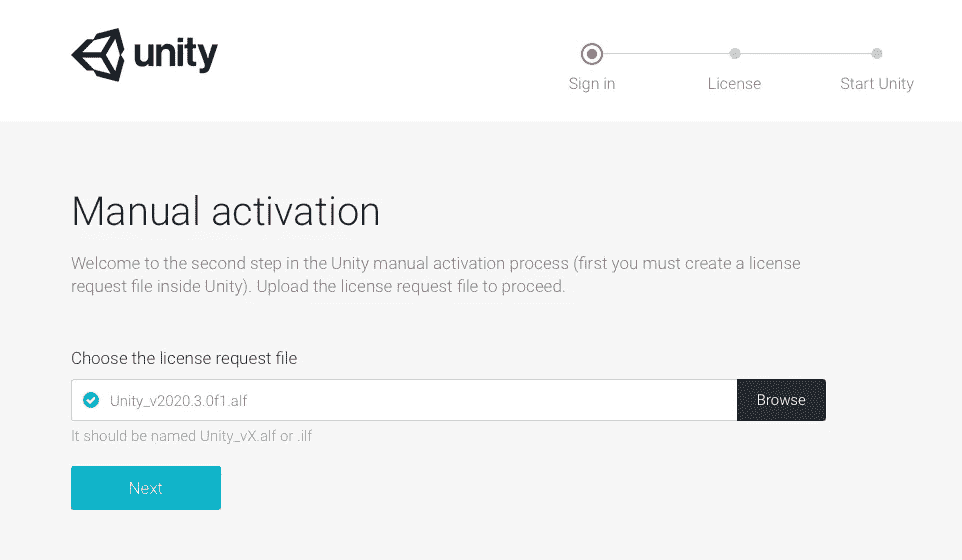 unity
Sign in
License
Start Unity
Manual activation
Welcome to the second step in the Unity manual activation process (first you must create a license
request file inside Unity). Upload the license request file to proceed.
Choose the license request file
Unity_v2020.3.0f1.alf
Browse
It should be named Unity_vX.alf or .ilf
Next